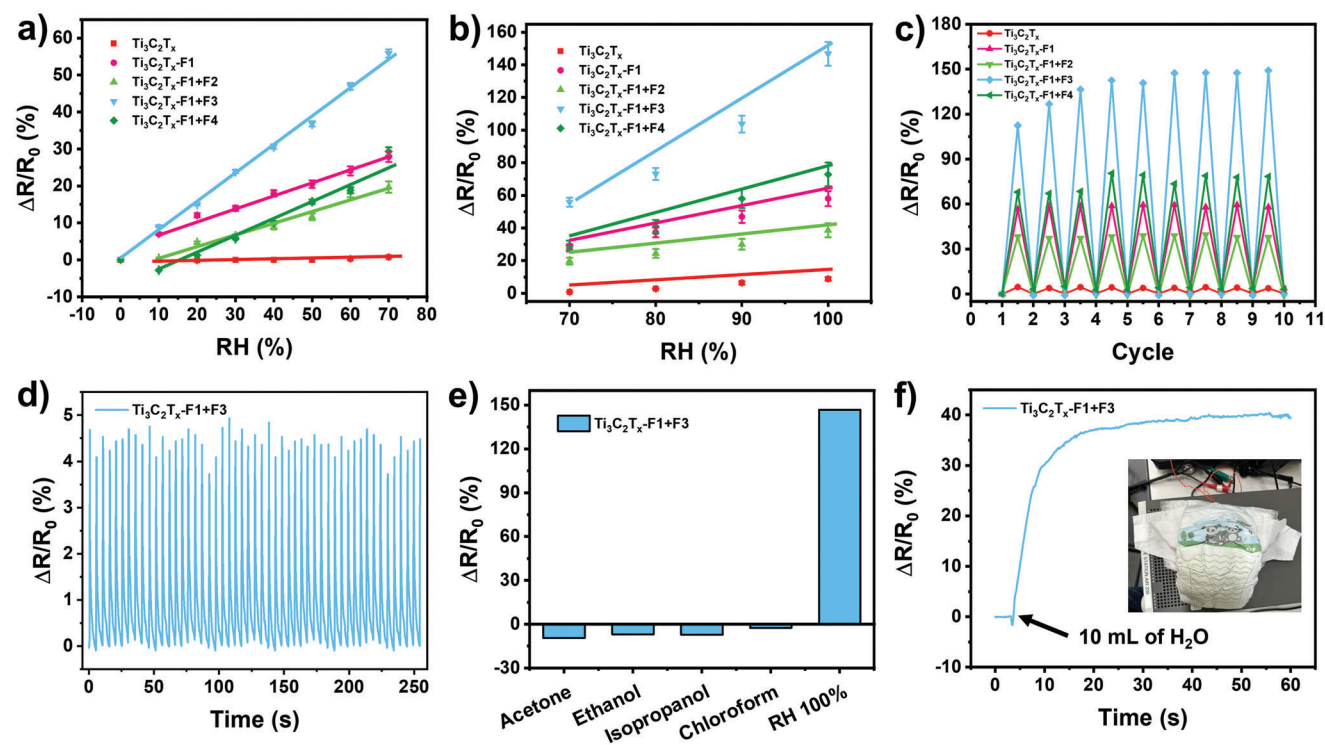 a)
ΔR/R₀ (%)
60
50
40
30
20
10
0
-10
Ti₃C₂Tₓ
Ti₃C₂Tₓ-F1
Ti₃C₂Tₓ-F1+F2
Ti₃C₂Tₓ-F1+F3
Ti₃C₂Tₓ-F1+F4
-10 0 10 20 30 40 50 60 70 80
RH (%)
b)
ΔR/R₀ (%)
160
140
120
100
80
60
40
20
0
Ti₃C₂Tₓ
Ti₃C₂Tₓ-F1
Ti₃C₂Tₓ-F1+F2
Ti₃C₂Tₓ-F1+F3
Ti₃C₂Tₓ-F1+F4
70 80 90 100
RH (%)
c)
ΔR/R₀ (%)
180
150
120
90
60
30
0
Ti₃C₂Tₓ
Ti₃C₂Tₓ-F1
Ti₃C₂Tₓ-F1+F2
Ti₃C₂Tₓ-F1+F3
Ti₃C₂Tₓ-F1+F4
0 1 2 3 4 5 6 7 8 9 10 11
Cycle
d)
ΔR/R₀ (%)
5
4
3
2
1
0
Ti₃C₂Tₓ-F1+F3
0 50 100 150 200 250
Time (s)
e)
ΔR/R₀ (%)
150
120
90
60
30
0
-30
Ti₃C₂Tₓ-F1+F3
Acetone
Ethanol
Isopropanol
Chloroform
RH 100%
f)
ΔR/R₀ (%)
40
30
20
10
0
-10
Ti₃C₂Tₓ-F1+F3
10 mL of H₂O
0 10 20 30 40 50 60
Time (s)